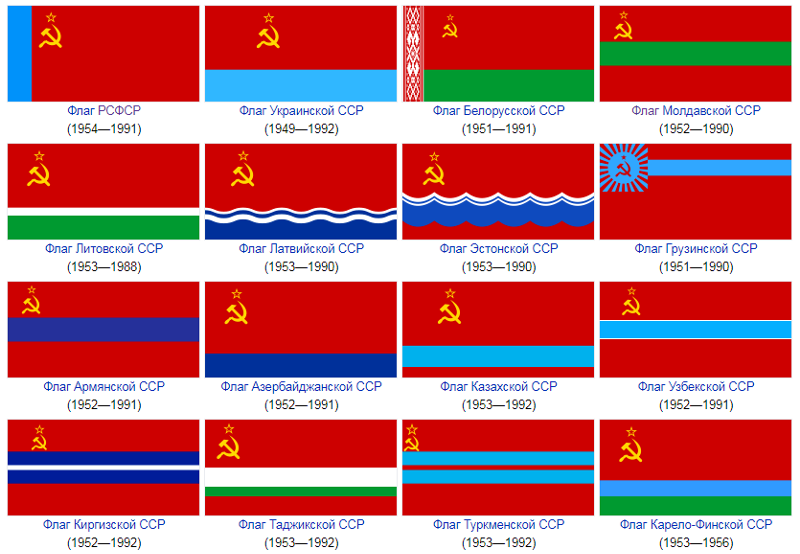 Флаг РСФСР
(1954—1991)
Флаг Украинской ССР
(1949—1992)
Флаг Белорусской ССР
(1951—1991)
Флаг Молдавской ССР
(1952—1990)
Флаг Литовской ССР
(1953—1988)
Флаг Латвийской ССР
(1953—1990)
Флаг Эстонской ССР
(1953—1990)
Флаг Грузинской ССР
(1951—1990)
Флаг Армянской ССР
(1952—1991)
Флаг Азербайджанской ССР
(1952—1991)
Флаг Казахской ССР
(1953—1992)
Флаг Узбекской ССР
(1952—1991)
Флаг Киргизской ССР
(1952—1992)
Флаг Таджикской ССР
(1953—1992)
Флаг Туркменской ССР
(1953—1992)
Флаг Карело-Финской ССР
(1953—1956)